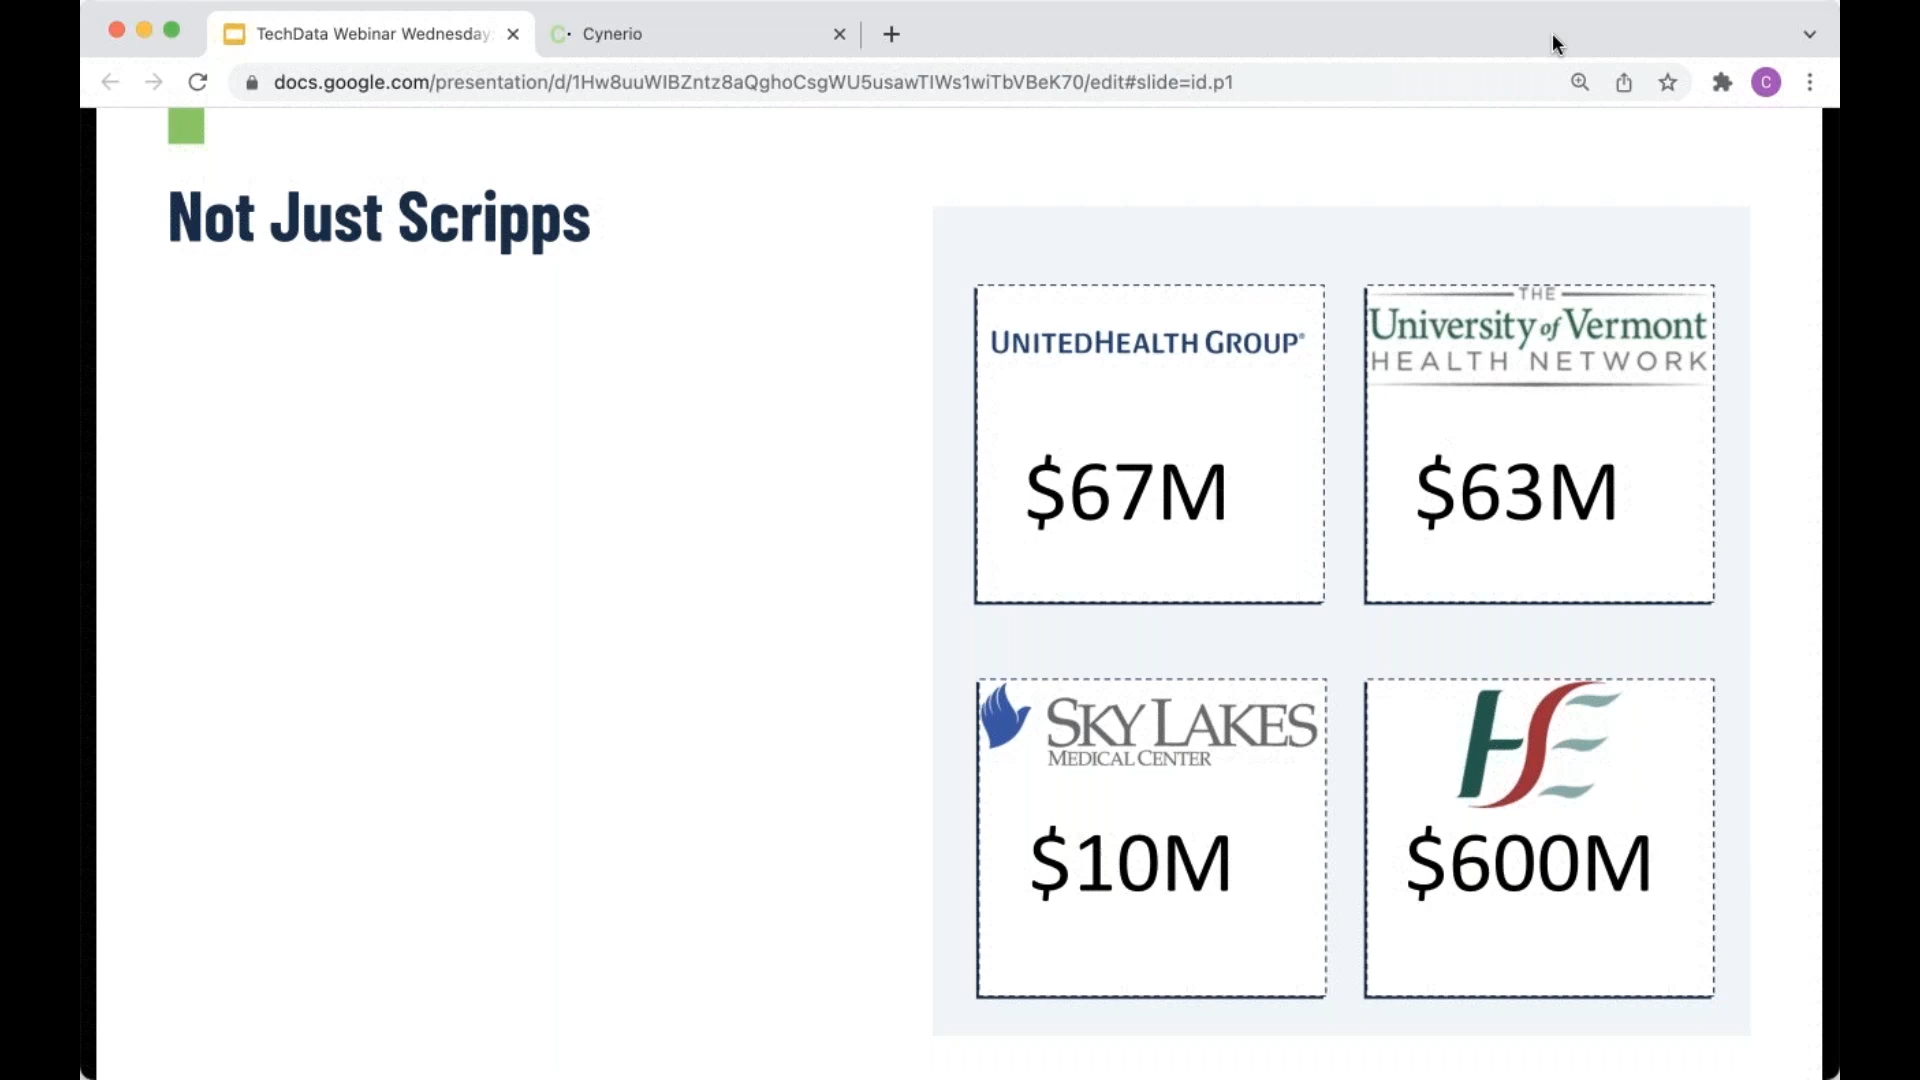 TechData Webinar Wednesday
Cynerio
docs.google.com/presentation/d/1Hw8uuWIBZntz8aQghoCsgWU5usawTIWs1wiTbVBeK70/edit#slide=id.p1
C
Not Just Scripps
UNITEDHEALTH GROUP®
$67M
THE
University of Vermont
HEALTH NETWORK
$63M
SKY LAKES
MEDICAL CENTER
$10M
HSE
$600M